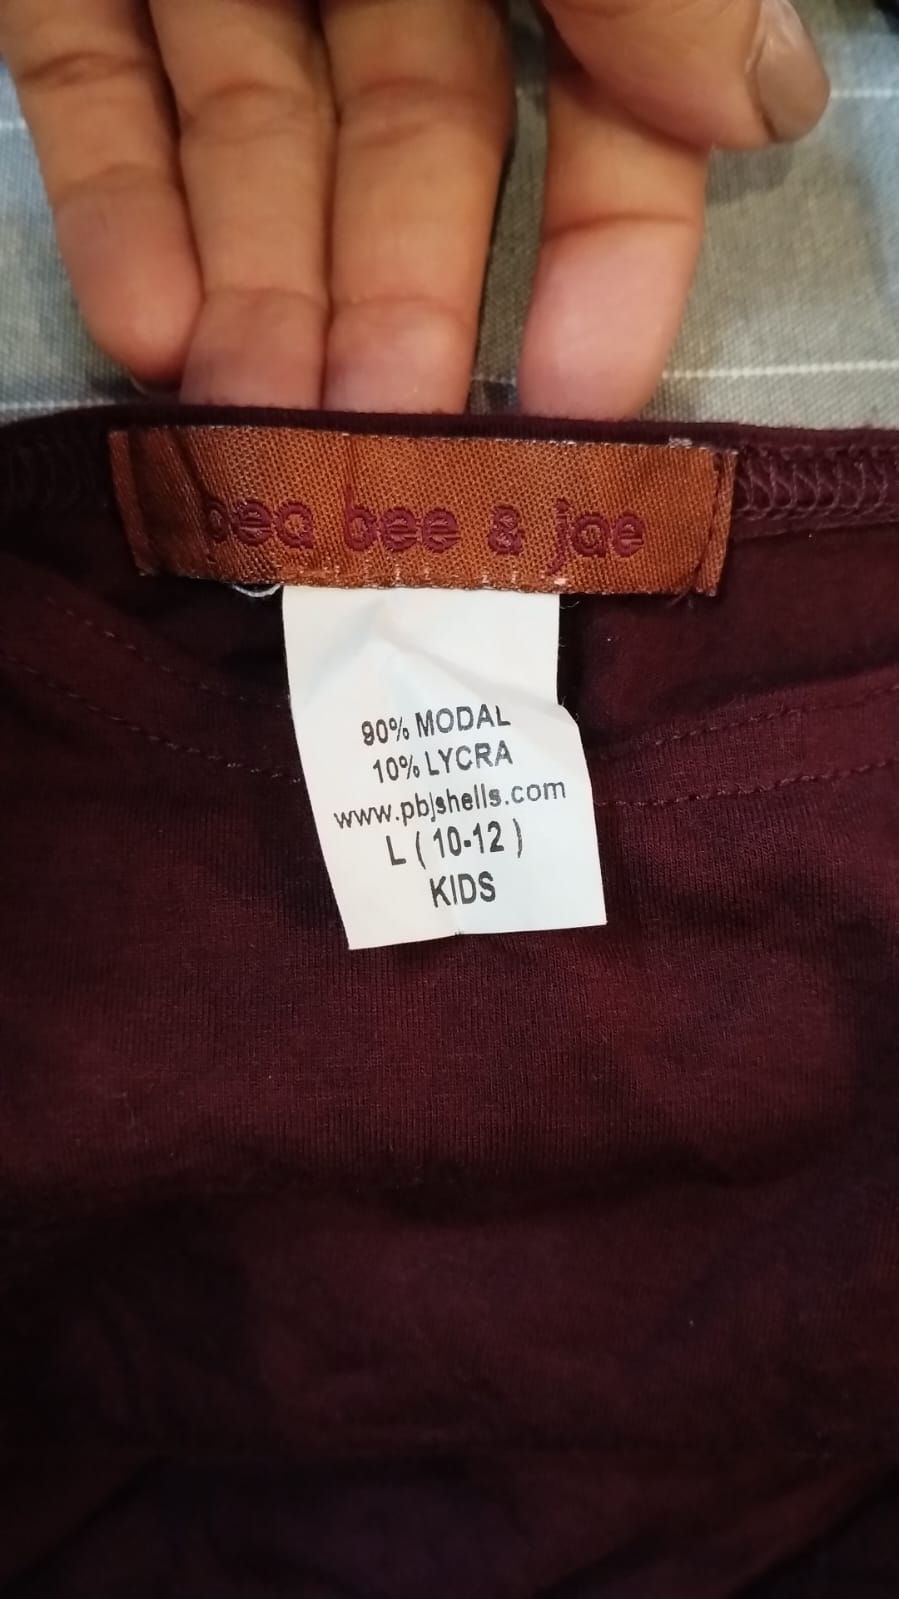 pea bee & jae
90% MODAL
10% LYCRA
www.pbjshells.com
L ( 10-12 )
KIDS